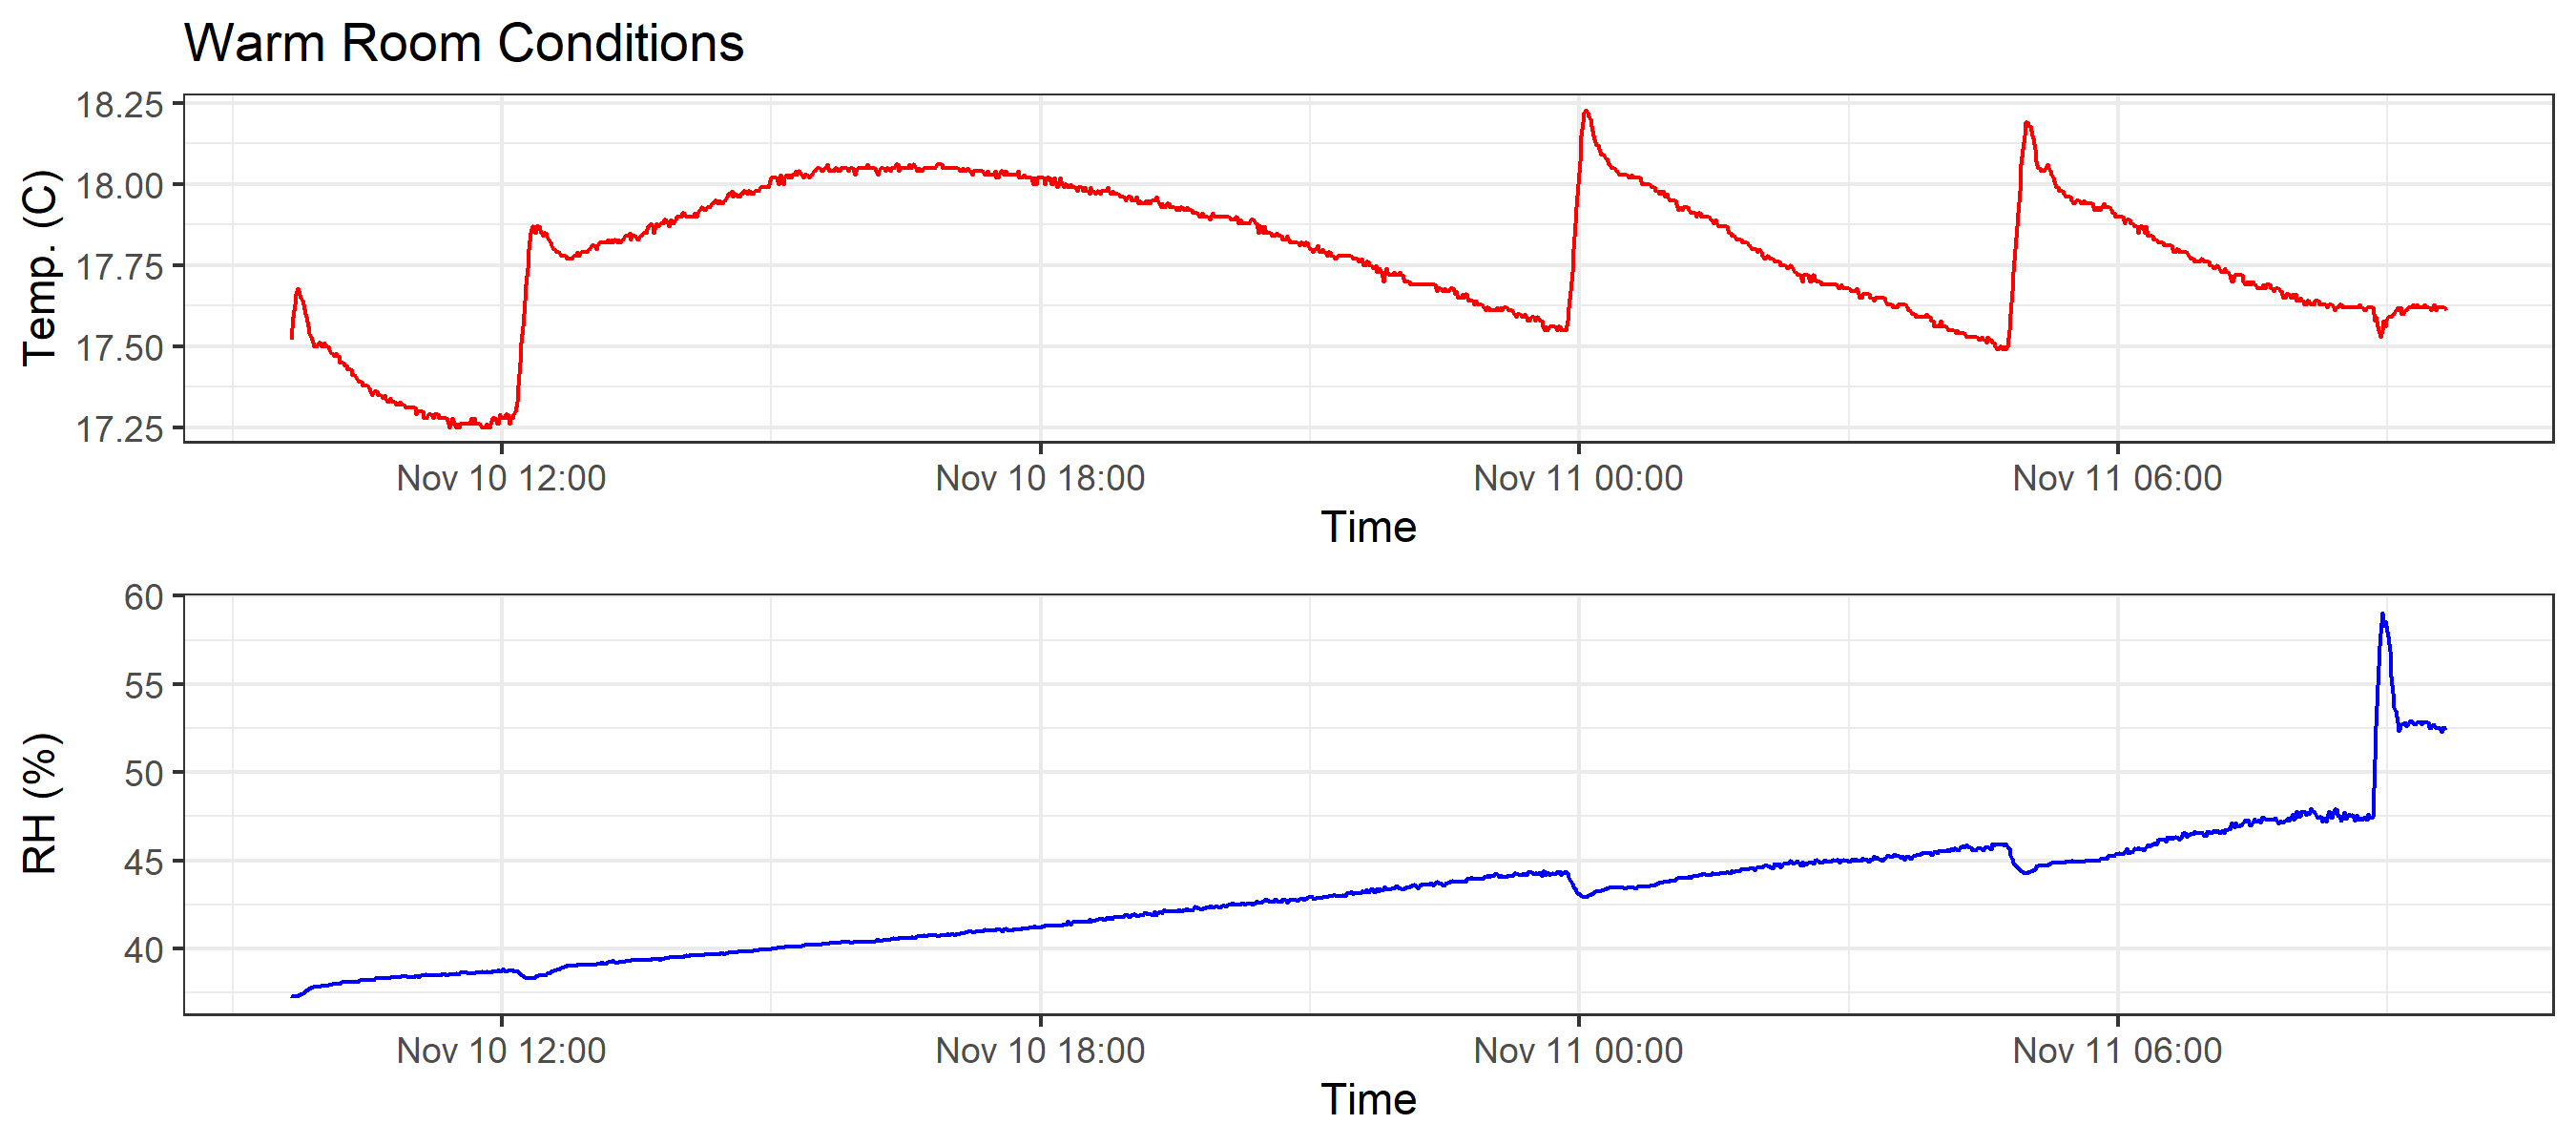 Warm Room Conditions
Temp. (C)
18.25
18.00
17.75
17.50
17.25
Nov 10 12:00 Nov 10 18:00 Nov 11 00:00 Nov 11 06:00
Time
RH (%)
60
55
50
45
40
Nov 10 12:00 Nov 10 18:00 Nov 11 00:00 Nov 11 06:00
Time